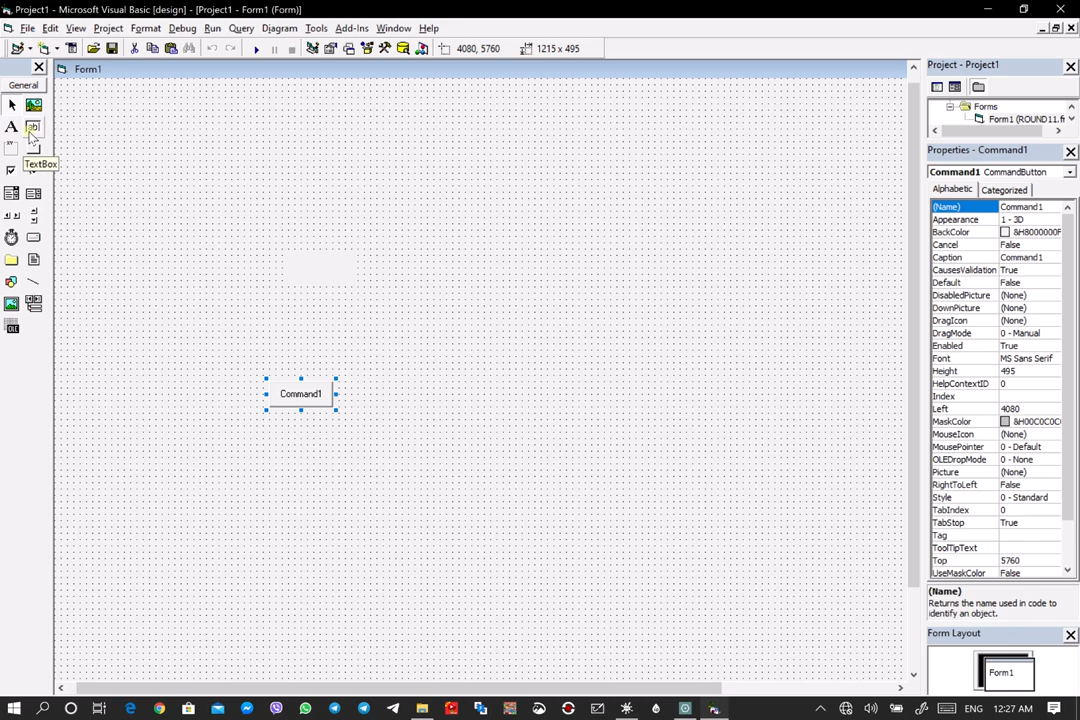 Project1 - Microsoft Visual Basic [design] - [Project1 - Form1 (Form)]
File Edit View Project Format Debug Run Query Diagram Tools Add-Ins Window Help
4080, 5760 1215 x 495
General
A ab|
XY
TextBox
OLE
Form1
Command1
Project - Project1
Forms
Form1 (ROUND11.fr
Properties - Command1
Command1 CommandButton
Alphabetic Categorized
(Name) Command1
Appearance 1 - 3D
BackColor &H8000000F
Cancel False
Caption Command1
CausesValidation True
Default False
DisabledPicture (None)
DownPicture (None)
DragIcon (None)
DragMode 0 - Manual
Enabled True
Font MS Sans Serif
Height 495
HelpContextID 0
Index
Left 4080
MaskColor &H00C0C0C0
MouseIcon (None)
MousePointer 0 - Default
OLEDropMode 0 - None
Picture (None)
RightToLeft False
Style 0 - Standard
TabIndex 0
TabStop True
Tag
ToolTipText
Top 5760
UseMaskColor False
(Name)
Returns the name used in code to
identify an object.
Form Layout
Form1
ENG 12:27 AM